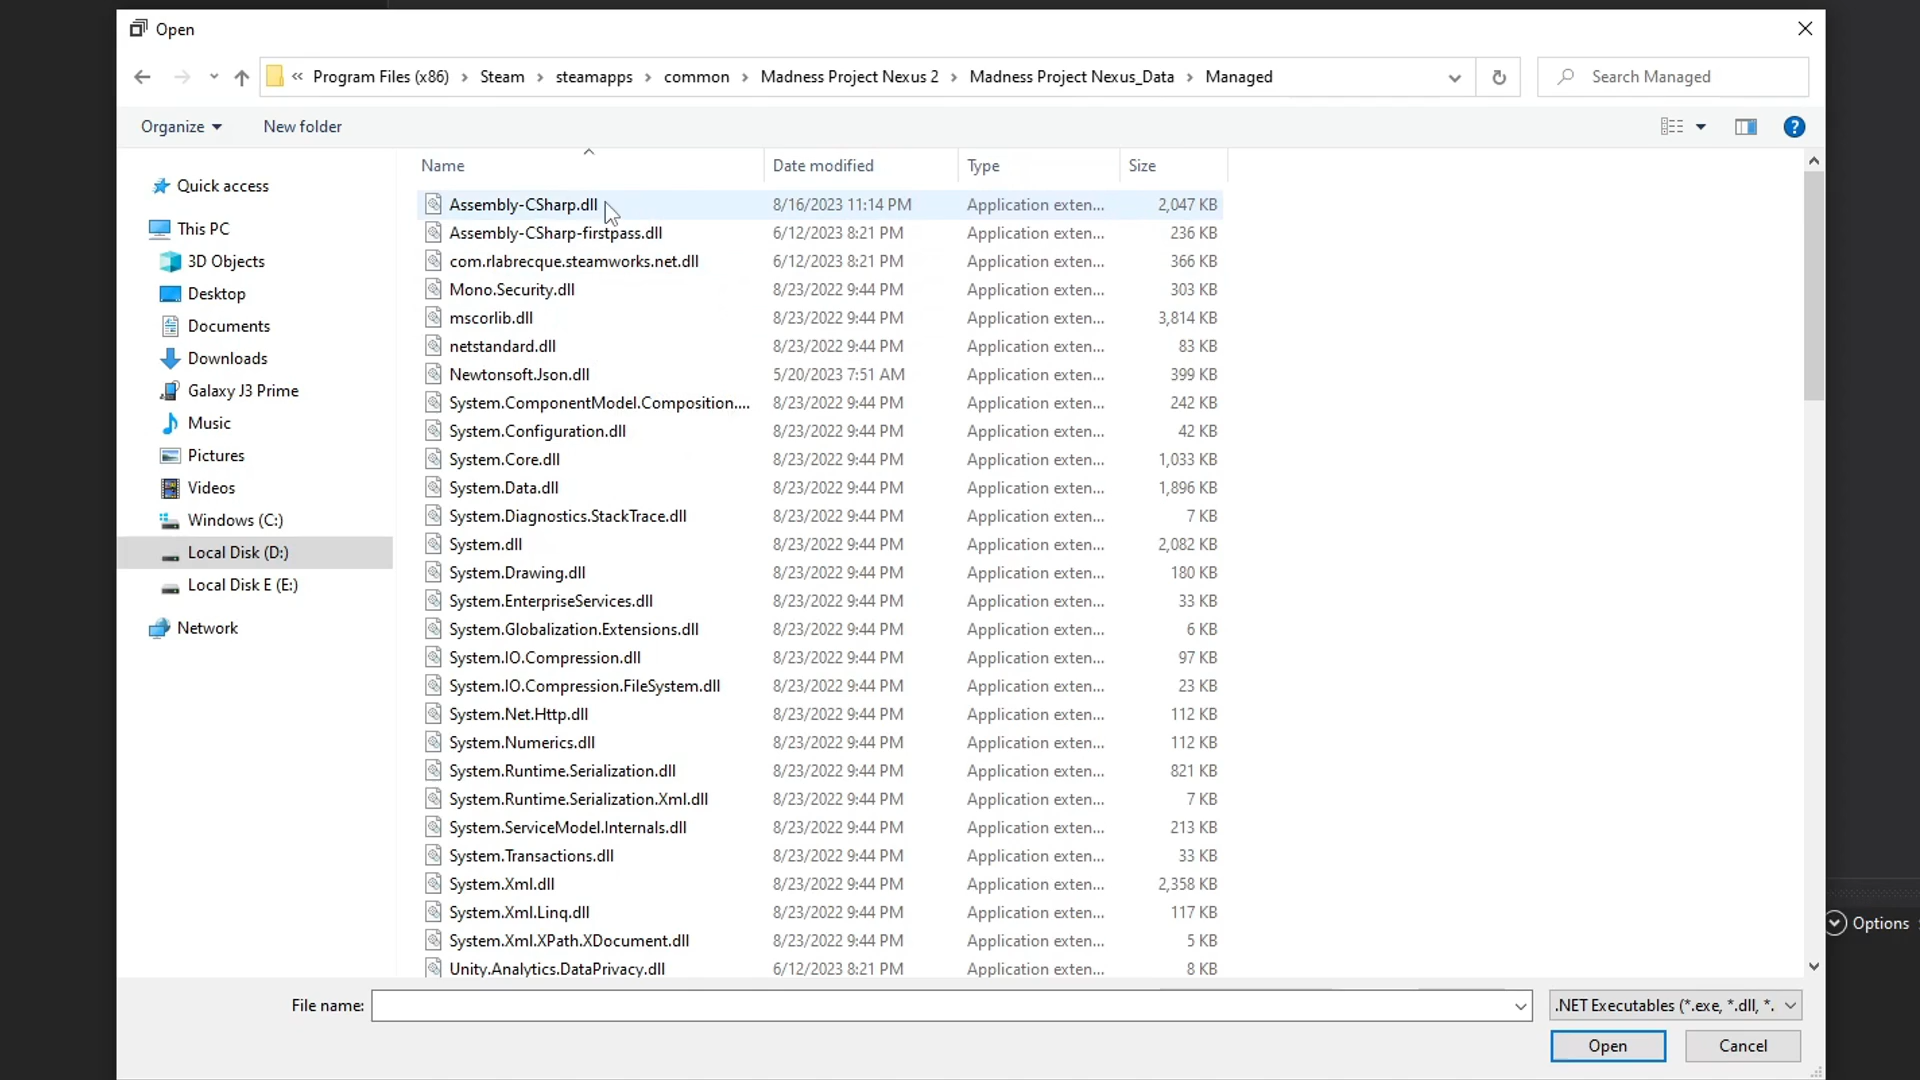 Open
« Program Files (x86) › Steam › steamapps › common › Madness Project Nexus 2 › Madness Project Nexus_Data › Managed
Search Managed
Organize
New folder
Name Date modified Type Size
Quick access
This PC
3D Objects
Desktop
Documents
Downloads
Galaxy J3 Prime
Music
Pictures
Videos
Windows (C:)
Local Disk (D:)
Local Disk E (E:)
Network
Assembly-CSharp.dll 8/16/2023 11:14 PM Application exten... 2,047 KB
Assembly-CSharp-firstpass.dll 6/12/2023 8:21 PM Application exten... 236 KB
com.rlabrecque.steamworks.net.dll 6/12/2023 8:21 PM Application exten... 366 KB
Mono.Security.dll 8/23/2022 9:44 PM Application exten... 303 KB
mscorlib.dll 8/23/2022 9:44 PM Application exten... 3,814 KB
netstandard.dll 8/23/2022 9:44 PM Application exten... 83 KB
Newtonsoft.Json.dll 5/20/2023 7:51 AM Application exten... 399 KB
System.ComponentModel.Composition.... 8/23/2022 9:44 PM Application exten... 242 KB
System.Configuration.dll 8/23/2022 9:44 PM Application exten... 42 KB
System.Core.dll 8/23/2022 9:44 PM Application exten... 1,033 KB
System.Data.dll 8/23/2022 9:44 PM Application exten... 1,896 KB
System.Diagnostics.StackTrace.dll 8/23/2022 9:44 PM Application exten... 7 KB
System.dll 8/23/2022 9:44 PM Application exten... 2,082 KB
System.Drawing.dll 8/23/2022 9:44 PM Application exten... 180 KB
System.EnterpriseServices.dll 8/23/2022 9:44 PM Application exten... 33 KB
System.Globalization.Extensions.dll 8/23/2022 9:44 PM Application exten... 6 KB
System.IO.Compression.dll 8/23/2022 9:44 PM Application exten... 97 KB
System.IO.Compression.FileSystem.dll 8/23/2022 9:44 PM Application exten... 23 KB
System.Net.Http.dll 8/23/2022 9:44 PM Application exten... 112 KB
System.Numerics.dll 8/23/2022 9:44 PM Application exten... 112 KB
System.Runtime.Serialization.dll 8/23/2022 9:44 PM Application exten... 821 KB
System.Runtime.Serialization.Xml.dll 8/23/2022 9:44 PM Application exten... 7 KB
System.ServiceModel.Internals.dll 8/23/2022 9:44 PM Application exten... 213 KB
System.Transactions.dll 8/23/2022 9:44 PM Application exten... 33 KB
System.Xml.dll 8/23/2022 9:44 PM Application exten... 2,358 KB
System.Xml.Linq.dll 8/23/2022 9:44 PM Application exten... 117 KB
System.Xml.XPath.XDocument.dll 8/23/2022 9:44 PM Application exten... 5 KB
Unity.Analytics.DataPrivacy.dll 6/12/2023 8:21 PM Application exten... 8 KB
Options
File name:
.NET Executables (*.exe, *.dll, *.
Open
Cancel